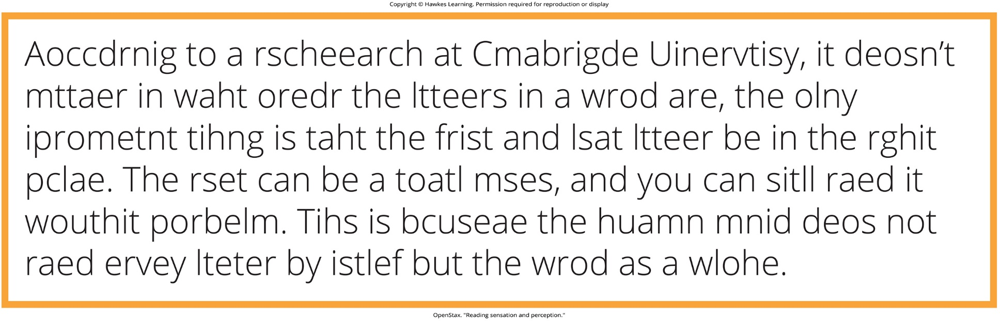 Copyright © Hawkes Learning. Permission required for reproduction or display
Aoccdrnig to a rscheearch at Cmabrigde Uinervtisy, it deosn’t
mttaer in waht oredr the ltteers in a wrod are, the olny
iprometnt tihng is taht the frist and lsat ltteer be in the rghit
pclae. The rset can be a toatl mses, and you can sitll raed it
wouthit porbelm. Tihs is bcuseae the huamn mnid deos not
raed ervey lteter by istlef but the wrod as a wlohe.
OpenStax. "Reading sensation and perception."